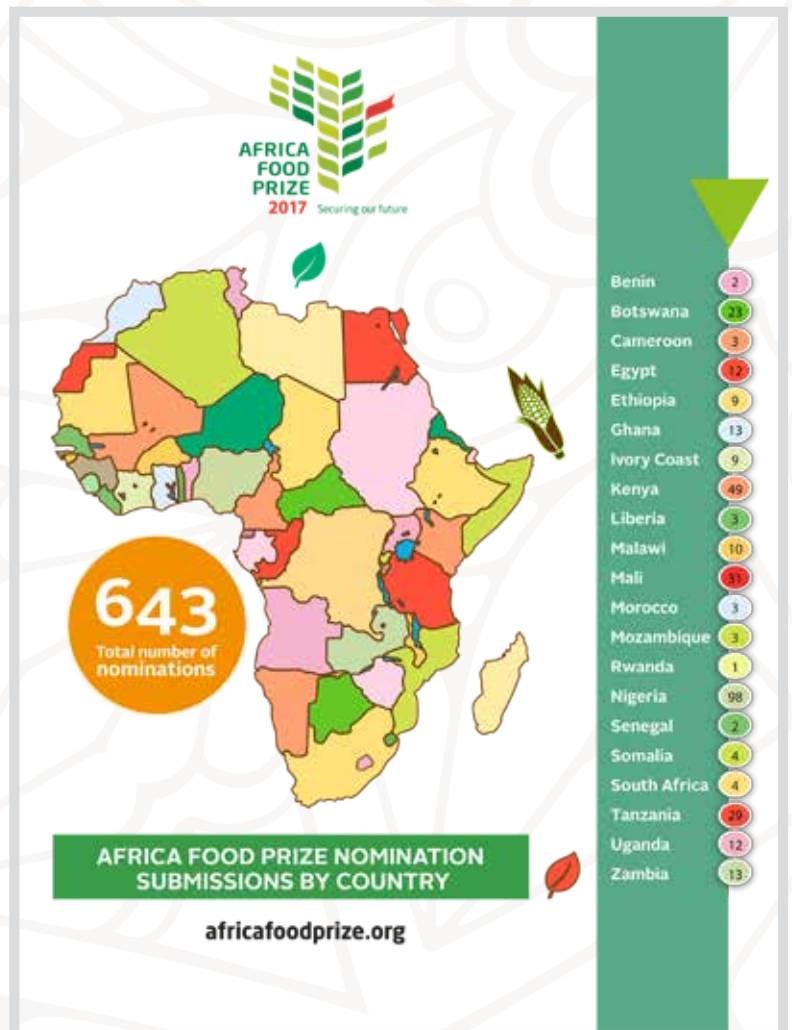 AFRICA
FOOD
PRIZE
2017 Securing our future
643
Total number of
nominations
AFRICA FOOD PRIZE NOMINATION
SUBMISSIONS BY COUNTRY
africafoodprize.org
Benin 2
Botswana 23
Cameroon 3
Egypt 12
Ethiopia 9
Ghana 13
Ivory Coast 9
Kenya 49
Liberia 3
Malawi 10
Mali 31
Morocco 3
Mozambique 3
Rwanda 1
Nigeria 98
Senegal 2
Somalia 4
South Africa 4
Tanzania 29
Uganda 12
Zambia 13